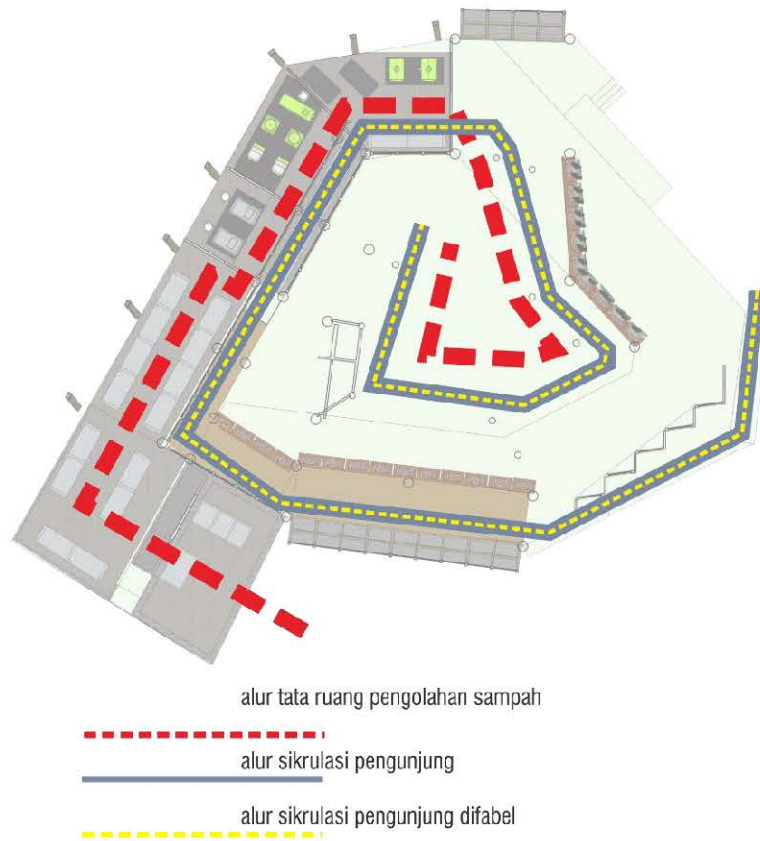 alur tata ruang pengolahan sampah
alur sikrulasi pengunjung
alur sikrulasi pengunjung difabel